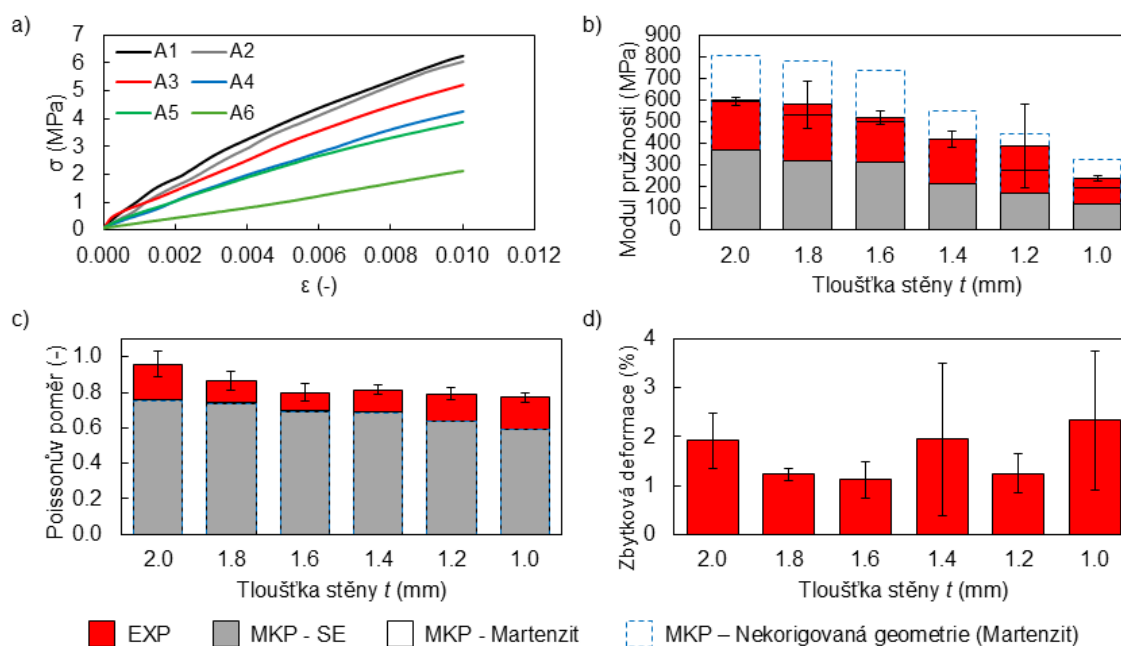 a)
A1 A2
A3 A4
A5 A6
σ (MPa)
7
6
5
4
3
2
1
0
0.000 0.002 0.004 0.006 0.008 0.010 0.012
ε (-)
b)
Modul pružnosti (MPa)
900
800
700
600
500
400
300
200
100
0
2.0 1.8 1.6 1.4 1.2 1.0
Tloušťka stěny t (mm)
c)
Poissonův poměr (-)
1.0
0.8
0.6
0.4
0.2
0.0
2.0 1.8 1.6 1.4 1.2 1.0
Tloušťka stěny t (mm)
d)
Zbytková deformace (%)
4
3
2
1
0
2.0 1.8 1.6 1.4 1.2 1.0
Tloušťka stěny t (mm)
EXP MKP - SE MKP - Martenzit MKP – Nekorigovaná geometrie (Martenzit)